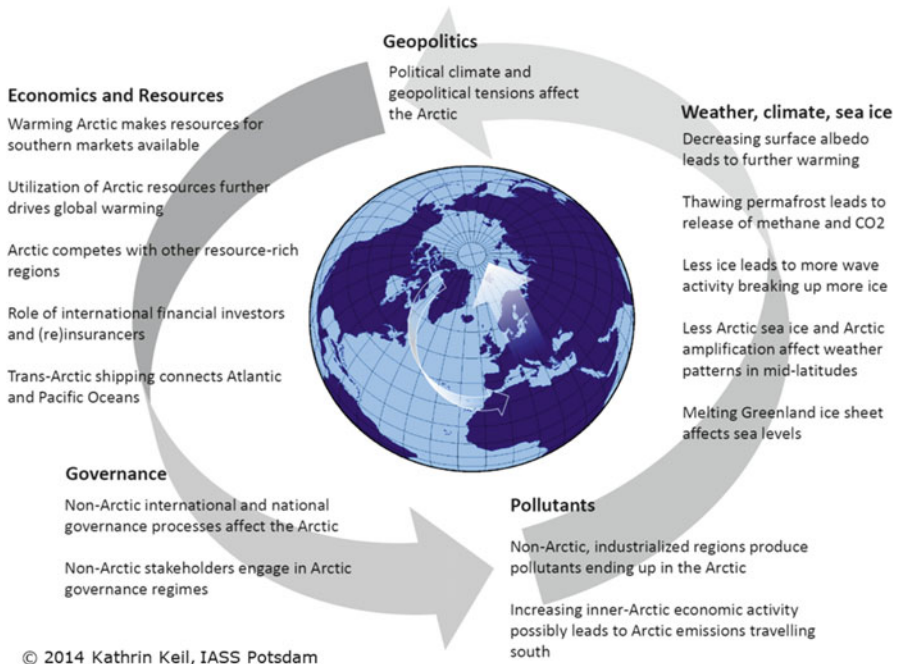 Geopolitics
Political climate and
geopolitical tensions affect
the Arctic
Economics and Resources
Warming Arctic makes resources for
southern markets available
Utilization of Arctic resources further
drives global warming
Arctic competes with other resource-rich
regions
Role of international financial investors
and (re)insurancers
Trans-Arctic shipping connects Atlantic
and Pacific Oceans
Weather, climate, sea ice
Decreasing surface albedo
leads to further warming
Thawing permafrost leads to
release of methane and CO2
Less ice leads to more wave
activity breaking up more ice
Less Arctic sea ice and Arctic
amplification affect weather
patterns in mid-latitudes
Melting Greenland ice sheet
affects sea levels
Governance
Non-Arctic international and national
governance processes affect the Arctic
Non-Arctic stakeholders engage in Arctic
governance regimes
Pollutants
Non-Arctic, industrialized regions produce
pollutants ending up in the Arctic
Increasing inner-Arctic economic activity
possibly leads to Arctic emissions travelling
south
© 2014 Kathrin Keil, IASS Potsdam